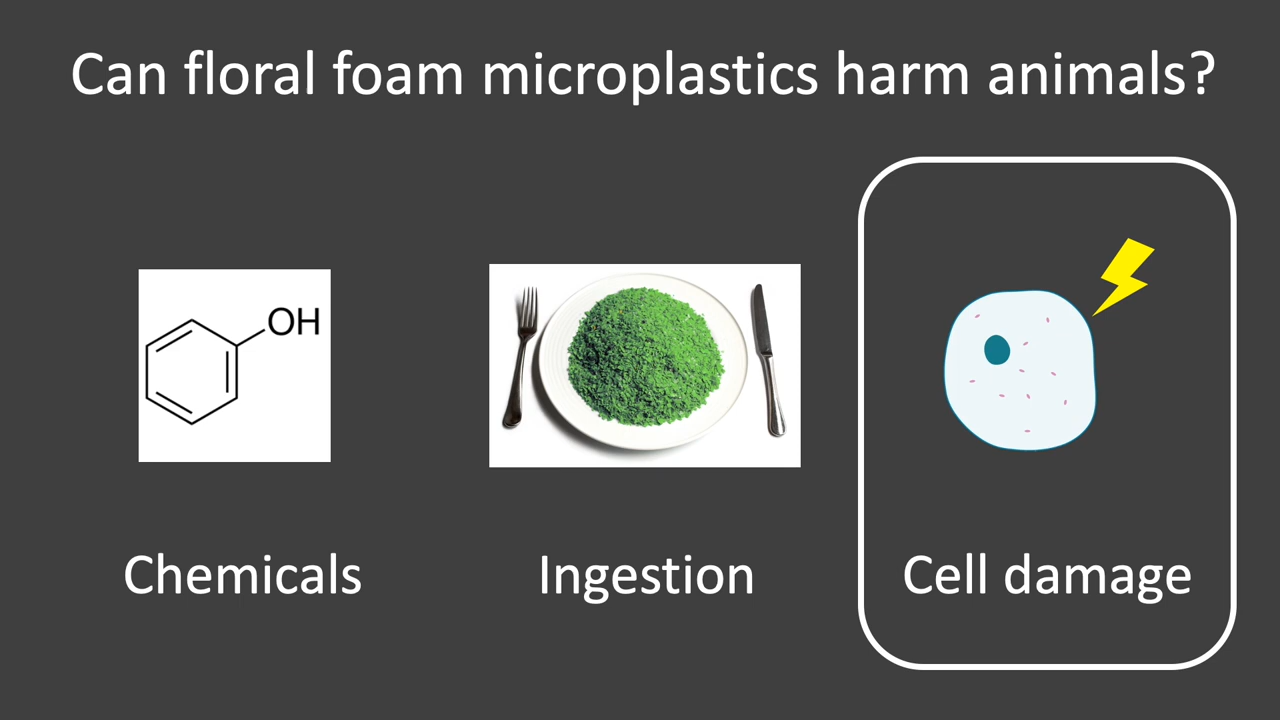 Can floral foam microplastics harm animals?
OH
Chemicals
Ingestion
Cell damage